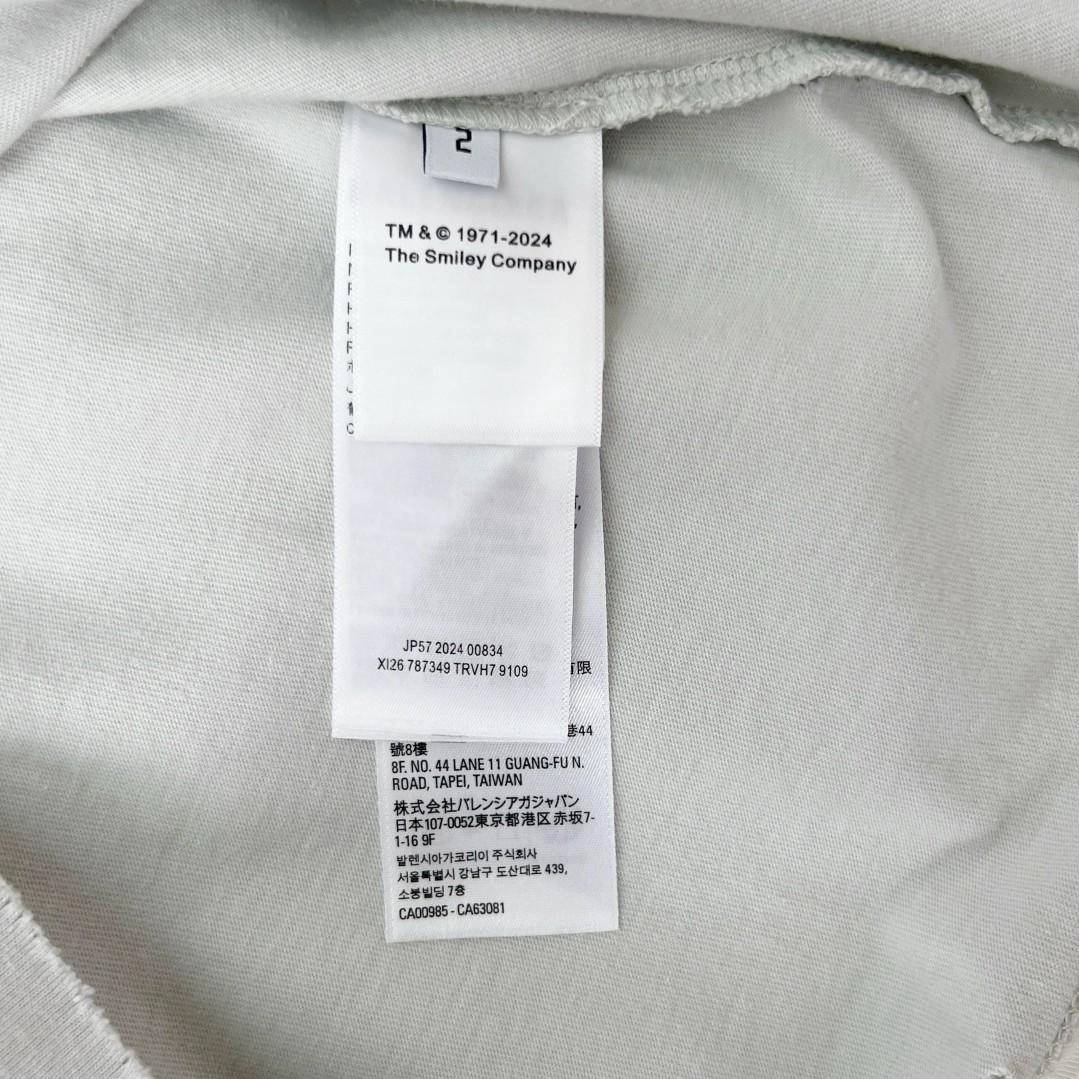 2
TM & © 1971-2024
The Smiley Company
JP57 2024 00834
XI26 787349 TRVH7 9109
有限
巷44
號8樓
8F. NO. 44 LANE 11 GUANG-FU N.
ROAD, TAPEI, TAIWAN
株式会社バレンシアガジャパン
日本107-0052東京都港区赤坂7-
1-16 9F
발렌시아가코리아 주식회사
서울특별시 강남구 도산대로 439,
소봉빌딩 7층
CA00985 - CA63081